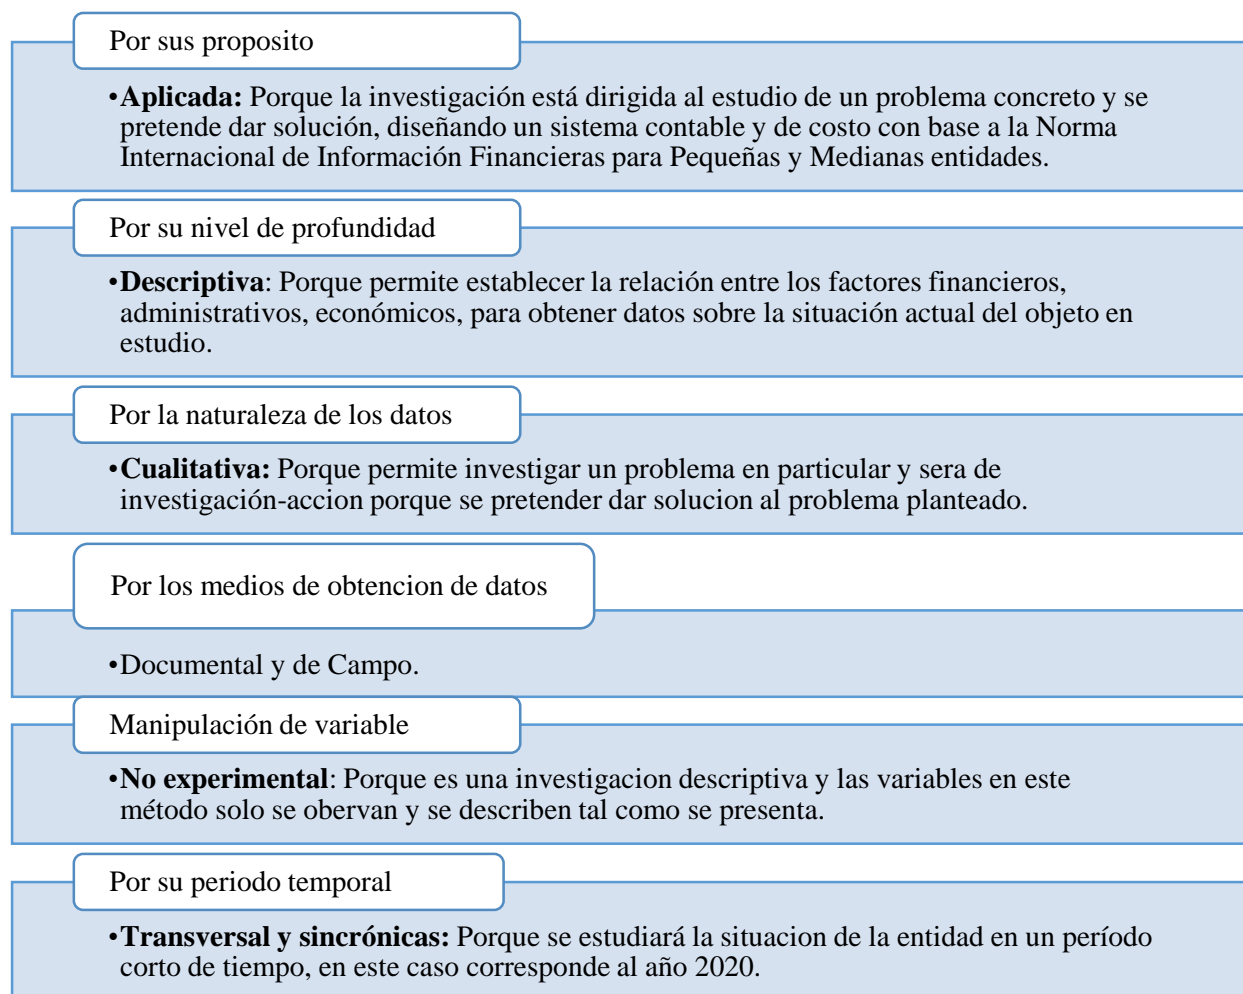 Por sus proposito
•Aplicada: Porque la investigación está dirigida al estudio de un problema concreto y se
pretende dar solución, diseñando un sistema contable y de costo con base a la Norma
Internacional de Información Financieras para Pequeñas y Medianas entidades.
Por su nivel de profundidad
•Descriptiva: Porque permite establecer la relación entre los factores financieros,
administrativos, económicos, para obtener datos sobre la situación actual del objeto en
estudio.
Por la naturaleza de los datos
•Cualitativa: Porque permite investigar un problema en particular y sera de
investigación-accion porque se pretender dar solucion al problema planteado.
Por los medios de obtencion de datos
•Documental y de Campo.
Manipulación de variable
•No experimental: Porque es una investigacion descriptiva y las variables en este
método solo se obervan y se describen tal como se presenta.
Por su periodo temporal
•Transversal y sincrónicas: Porque se estudiará la situacion de la entidad en un período
corto de tiempo, en este caso corresponde al año 2020.